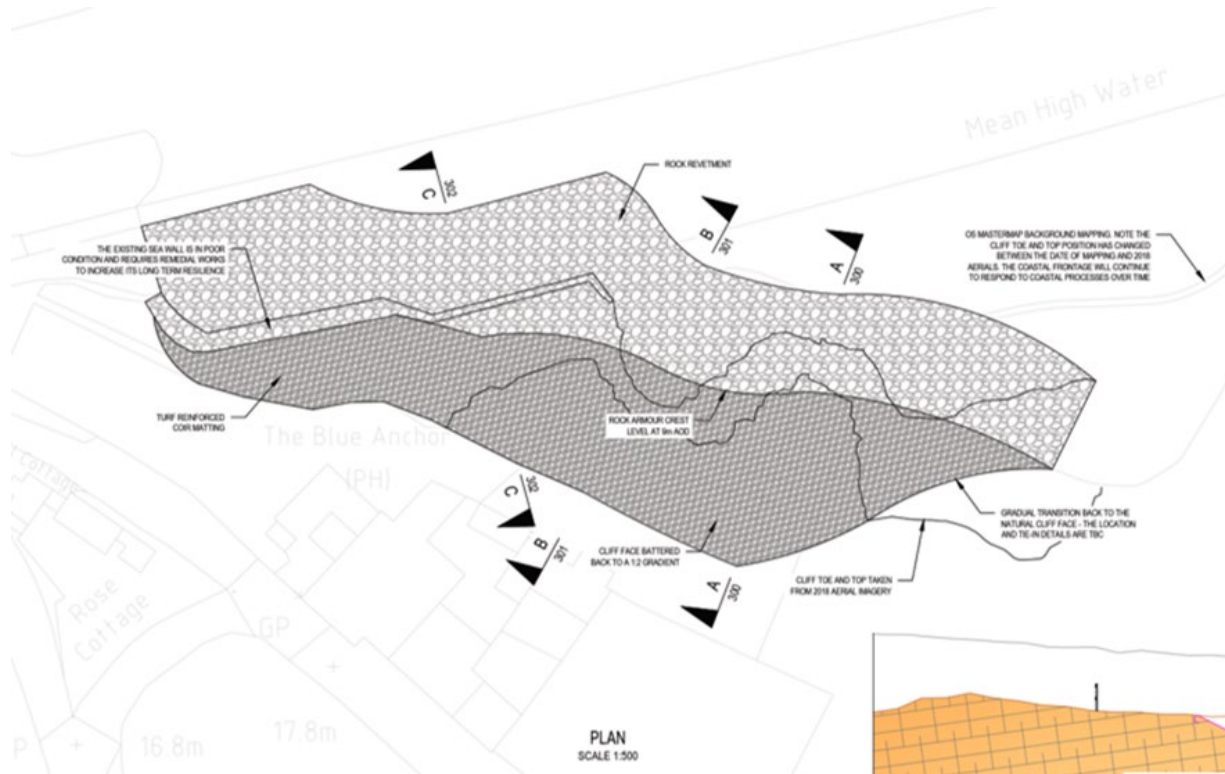 Mean High Water
ROCK REVETMENT
C
302
B
301
A
300
THE EXISTING SEA WALL IS IN POOR
CONDITION AND REQUIRES REMEDIAL WORKS
TO INCREASE ITS LONG TERM RESILIENCE
OS MASTERMAP BACKGROUND MAPPING. NOTE THE
CLIFF TOE AND TOP POSITION HAS CHANGED
BETWEEN THE DATE OF MAPPING AND 2018
AERIALS. THE COASTAL FRONTAGE WILL CONTINUE
TO RESPOND TO COASTAL PROCESSES OVER TIME
TURF REINFORCED
COIR MATTING
ROCK ARMOUR CREST
LEVEL AT 9m AOD
The Blue Anchor
(PH)
Cottage
C
302
B
301
A
300
CLIFF FACE BATTERED
BACK TO A 1:2 GRADIENT
GRADUAL TRANSITION BACK TO THE
NATURAL CLIFF FACE - THE LOCATION
AND TIE-IN DETAILS ARE TBC
CLIFF TOE AND TOP TAKEN
FROM 2018 AERIAL IMAGERY
Rose
Cottage
GP
P
16.8m
17.8m
PLAN
SCALE 1:500